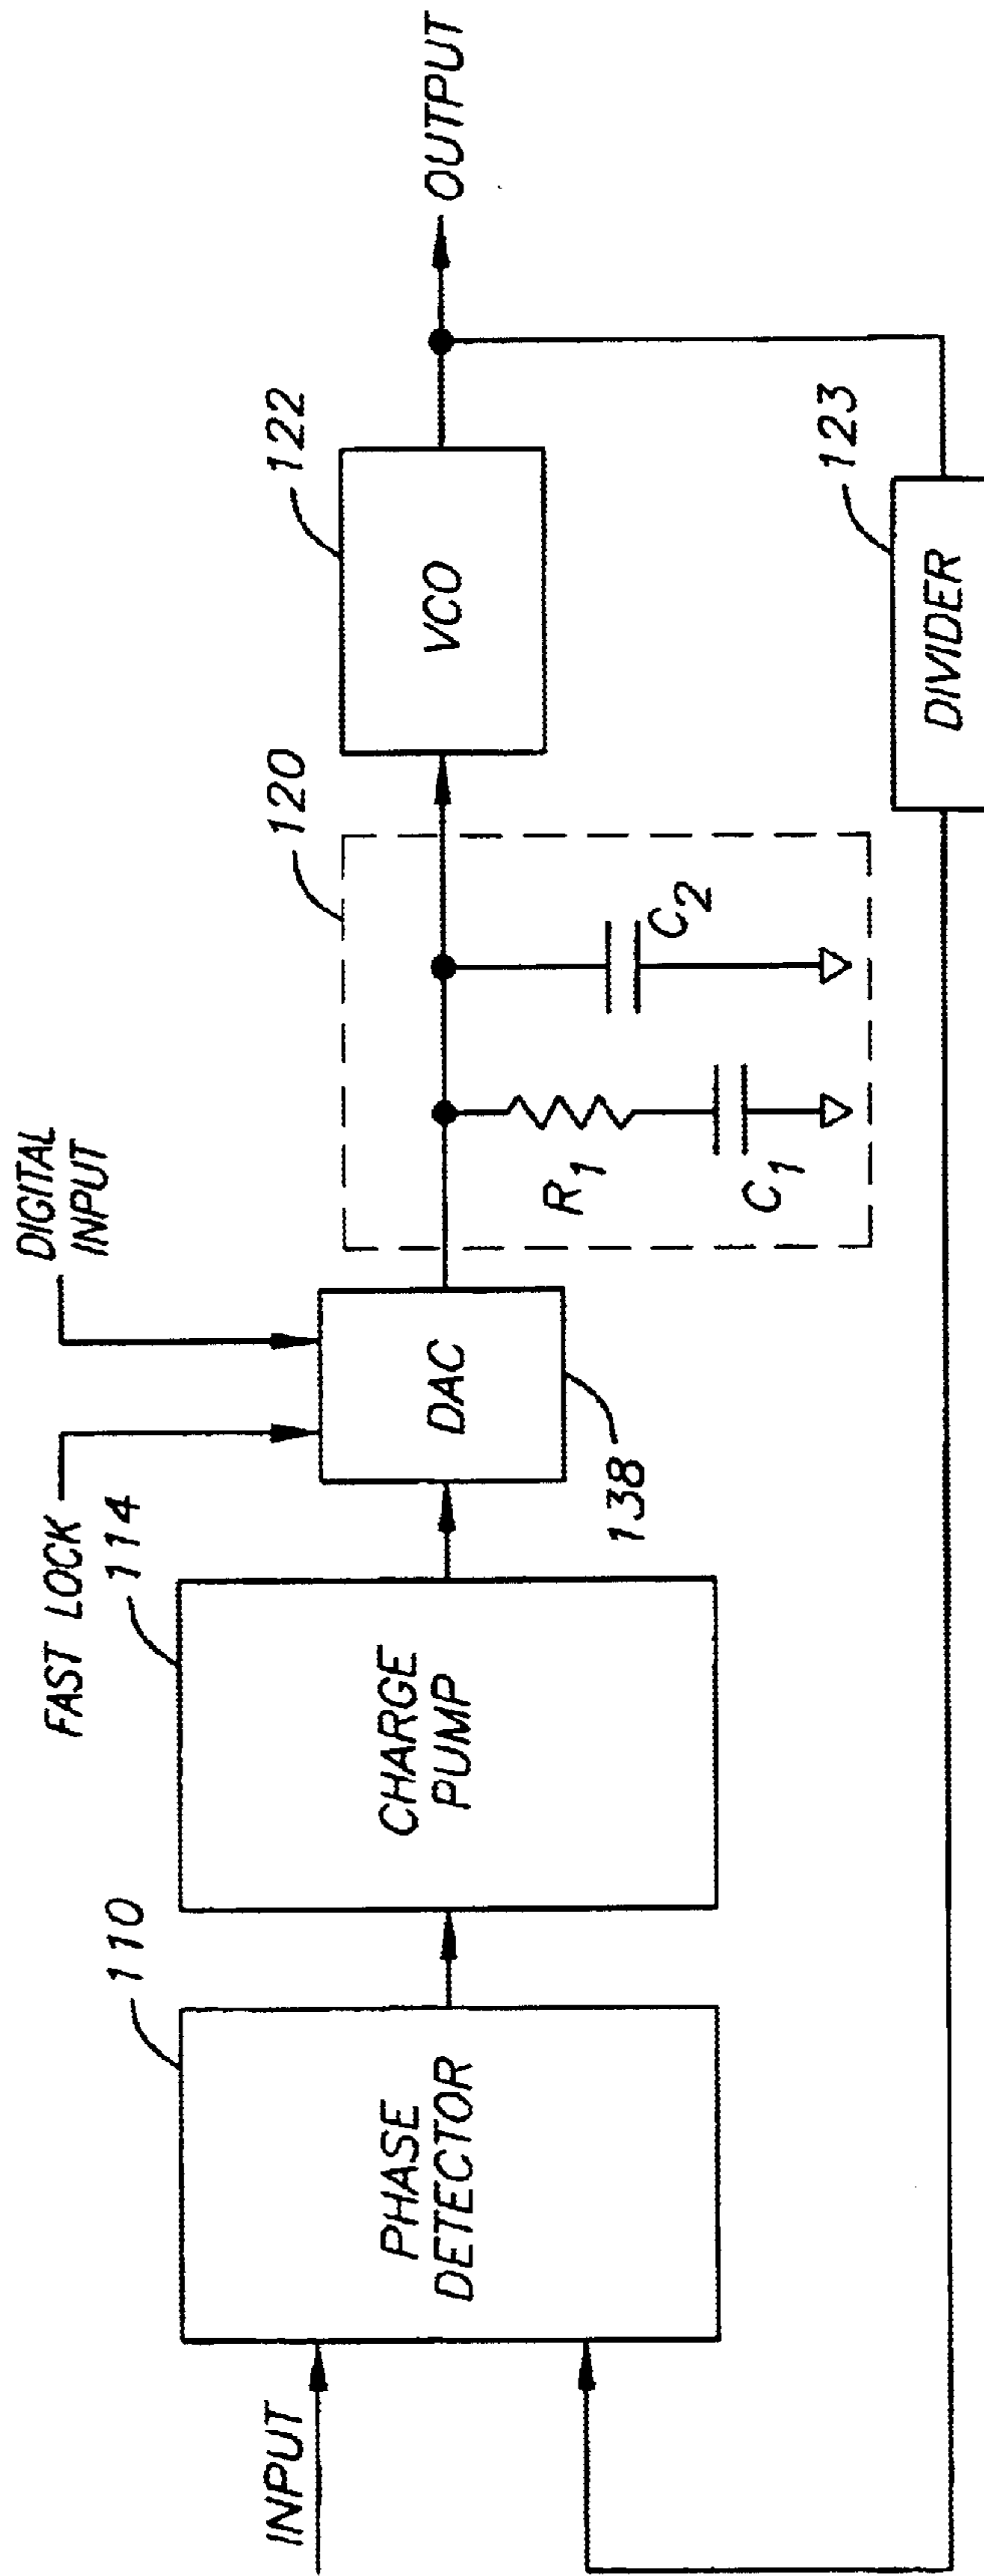 DIGITAL
INPUT
FAST LOCK
110
114
120
122
INPUT
PHASE
DETECTOR
CHARGE
PUMP
DAC
138
R1
C1
C2
VCO
OUTPUT
123
DIVIDER